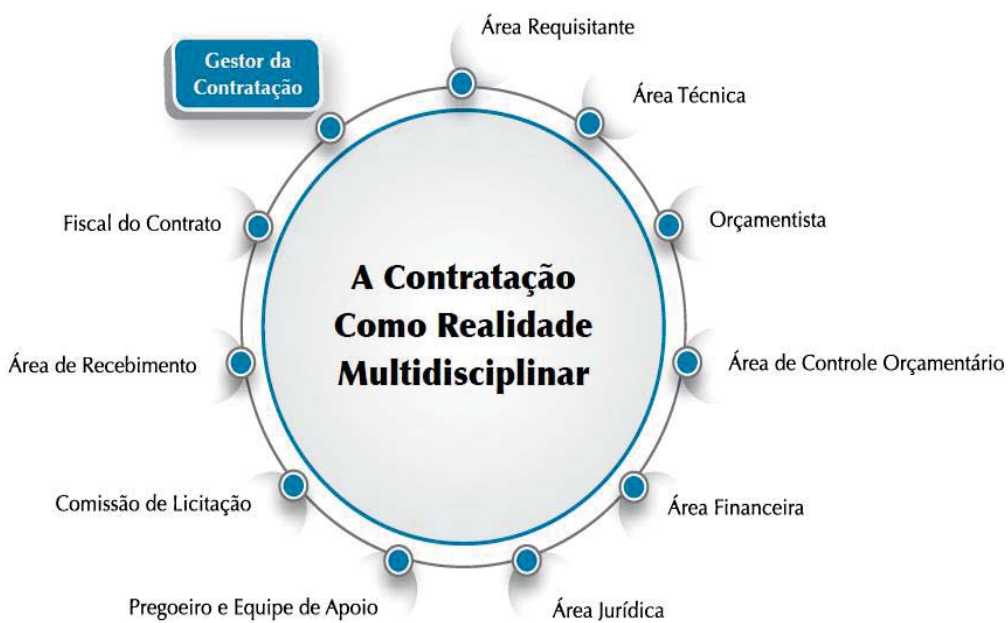 Área Requisitante
Gestor da
Contratação
Área Técnica
Fiscal do Contrato
Orçamentista
A Contratação
Como Realidade
Multidisciplinar
Área de Recebimento
Área de Controle Orçamentário
Comissão de Licitação
Área Financeira
Pregoeiro e Equipe de Apoio
Área Jurídica